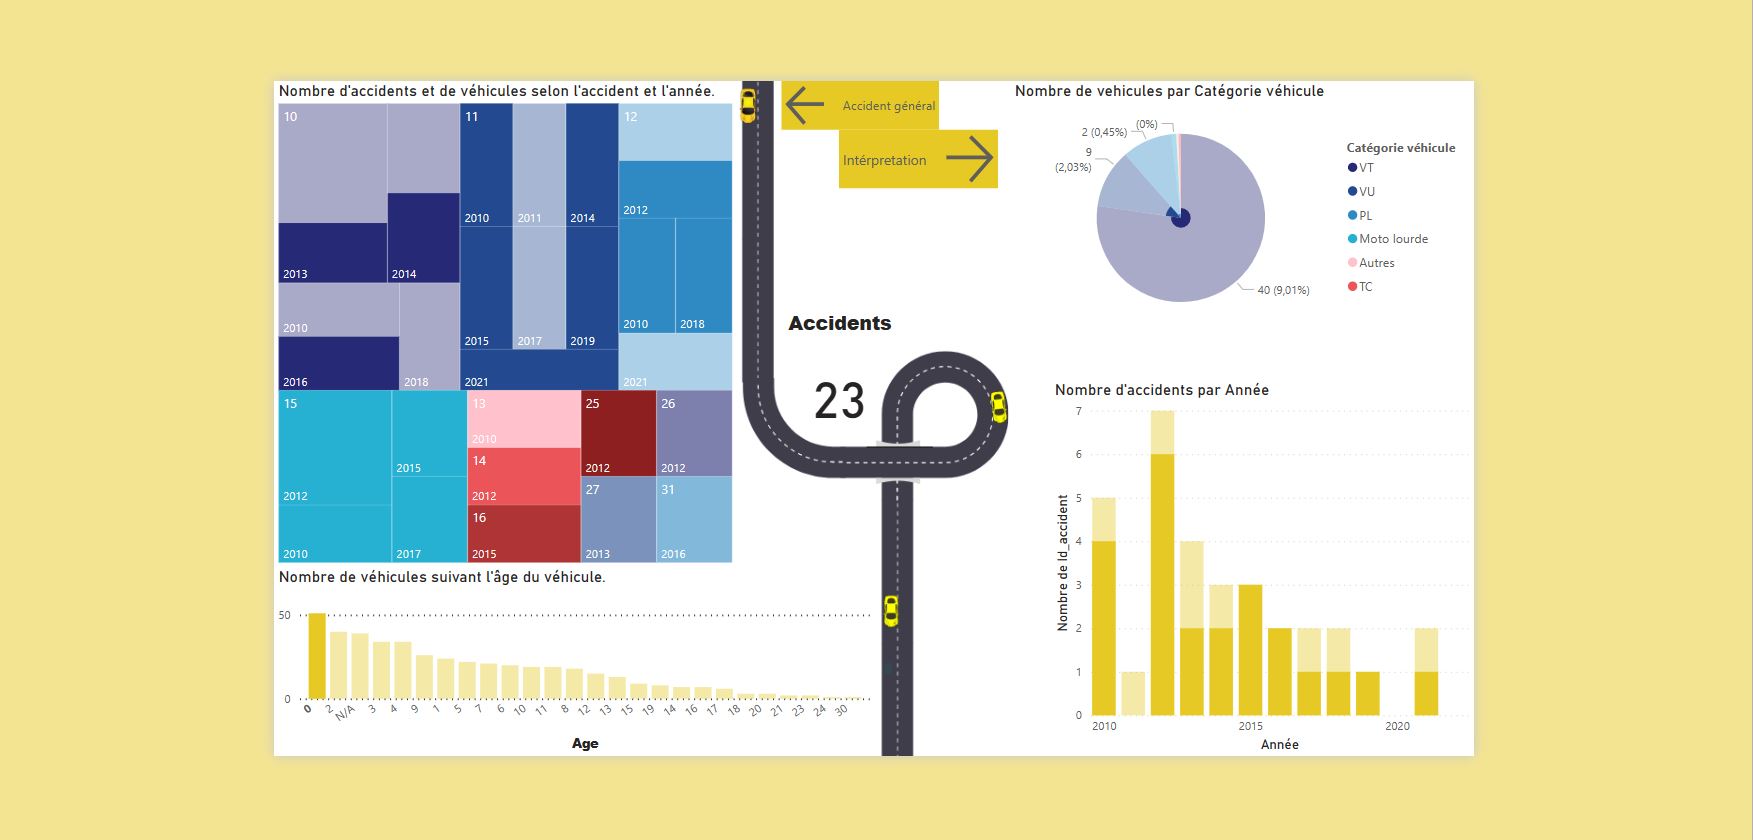 Nombre d'accidents et de véhicules selon l'accident et l'année.
10
2013
2014
2010
2016
2018
11
2010
2011
2014
2015
2017
2019
2021
12
2012
2010
2018
2021
15
2012
2010
2015
2017
13
2010
14
2012
16
2015
25
2012
26
2012
27
2013
31
2016
Nombre de véhicules suivant l'âge du véhicule.
50
0
0 2 N/A 3 4 9 1 5 7 6 10 11 8 12 13 15 19 14 16 17 18 20 21 23 24 30
Age
Accident général
Intérpretation
Accidents
23
Nombre de vehicules par Catégorie véhicule
(0%)
2 (0,45%)
9
(2,03%)
40 (9,01%)
Catégorie véhicule
VT
VU
PL
Moto lourde
Autres
TC
Nombre d'accidents par Année
Nombre de Id_accident
7
6
5
4
3
2
1
0
2010 2015 2020
Année